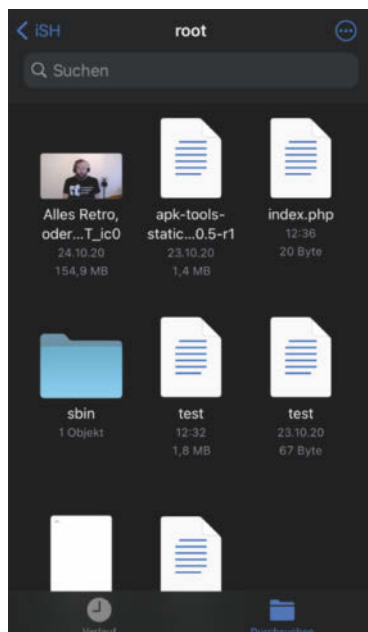 iSH
root
Suchen
Alles Retro,
oder...T_ic0
24.10.20
154,9 MB
apk-tools-
static...0.5-r1
23.10.20
1,4 MB
index.php
12:36
20 Byte
sbin
1 Objekt
test
12:32
1,8 MB
test
23.10.20
67 Byte
Verlauf
Durchsuchen